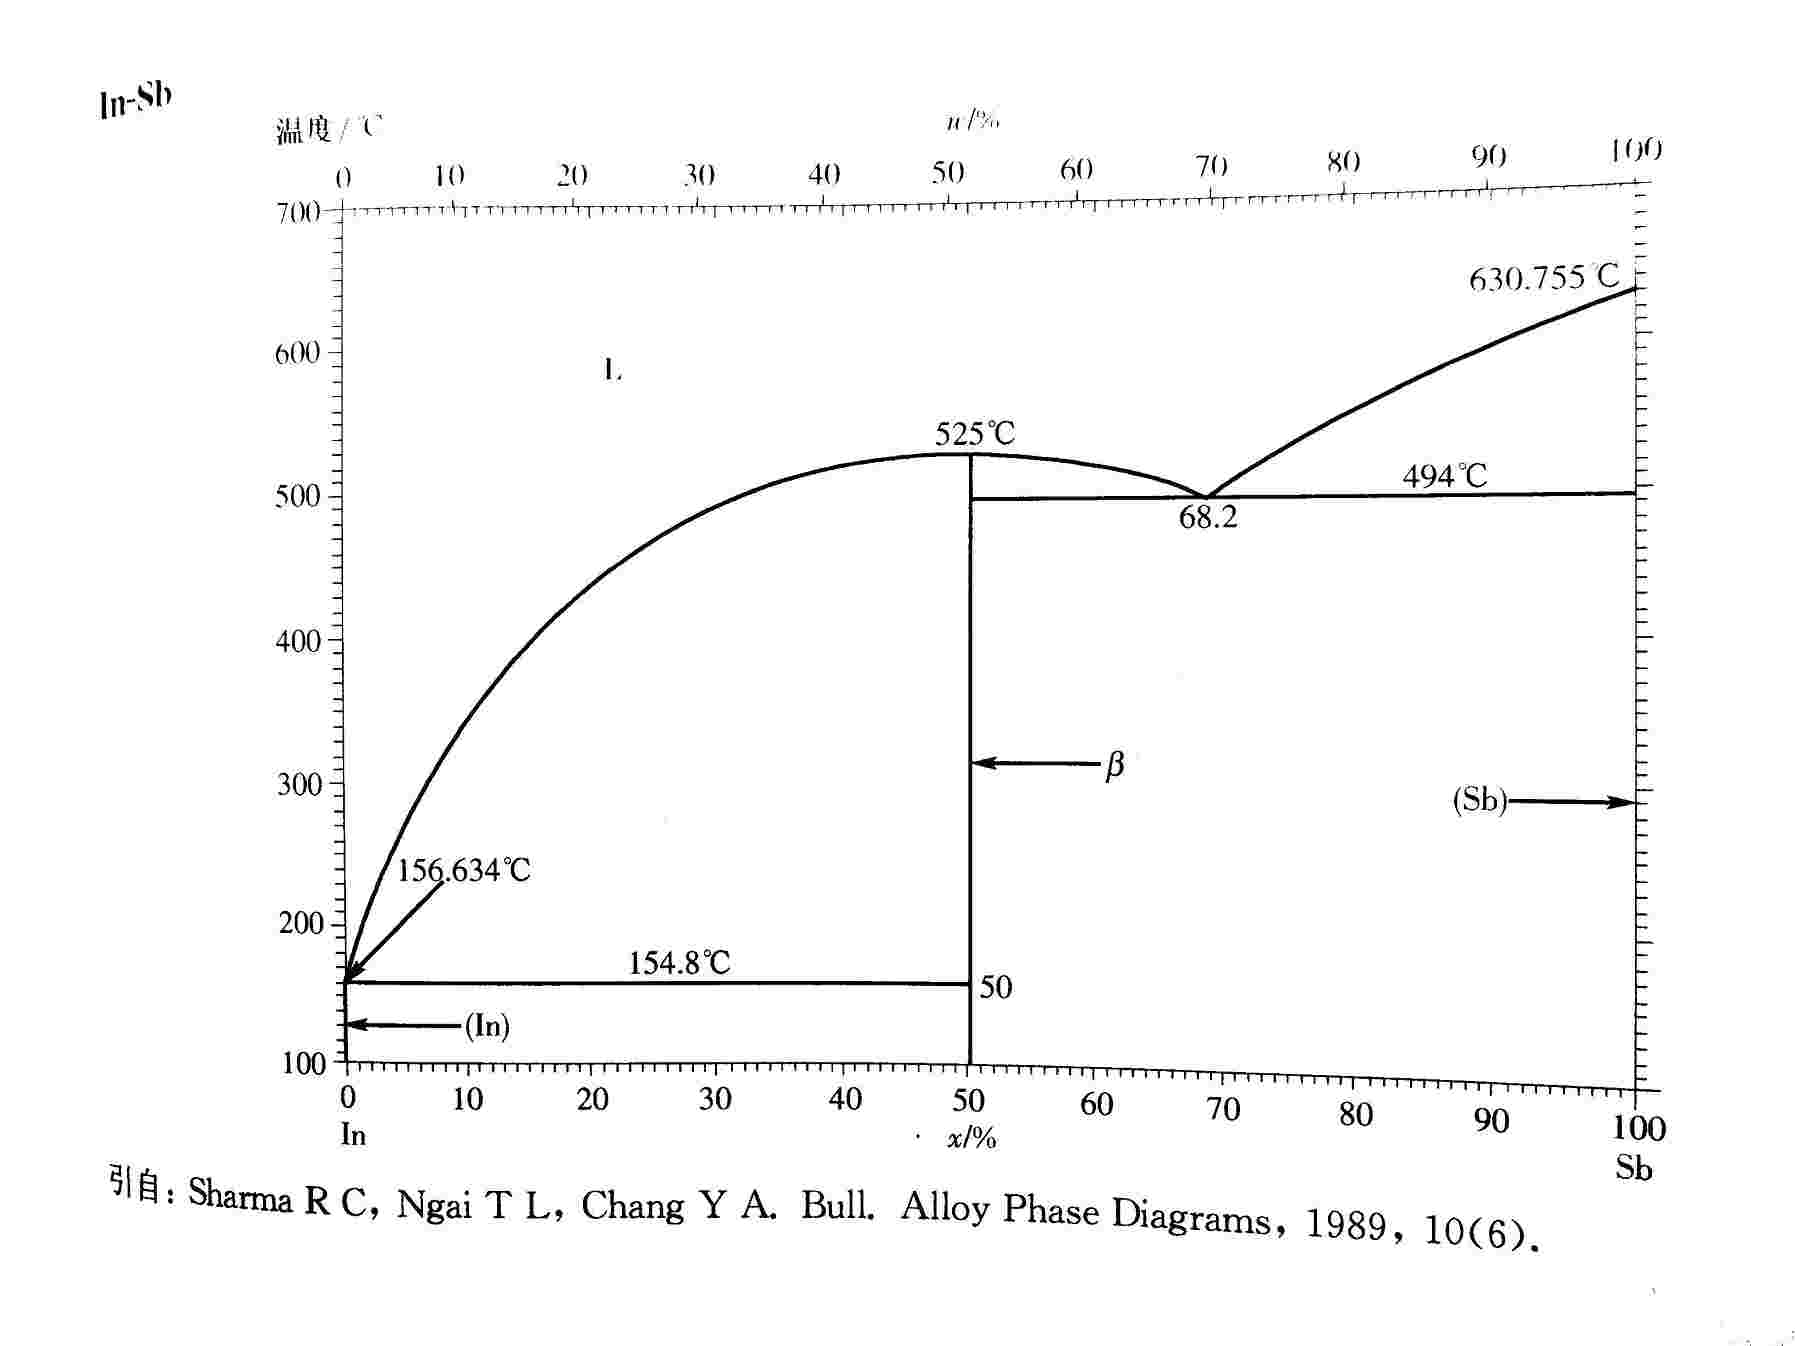 In-Sb
温度/℃
w/%
0 10 20 30 40 50 60 70 80 90 100
700
630.755℃
600
L
525℃
500
494℃
68.2
400
β
300
(Sb)
156.634℃
200
154.8℃
50
(In)
100
0 10 20 30 40 50 60 70 80 90 100
In
x/%
Sb
引自: Sharma R C, Ngai T L, Chang Y A. Bull. Alloy Phase Diagrams, 1989, 10(6).